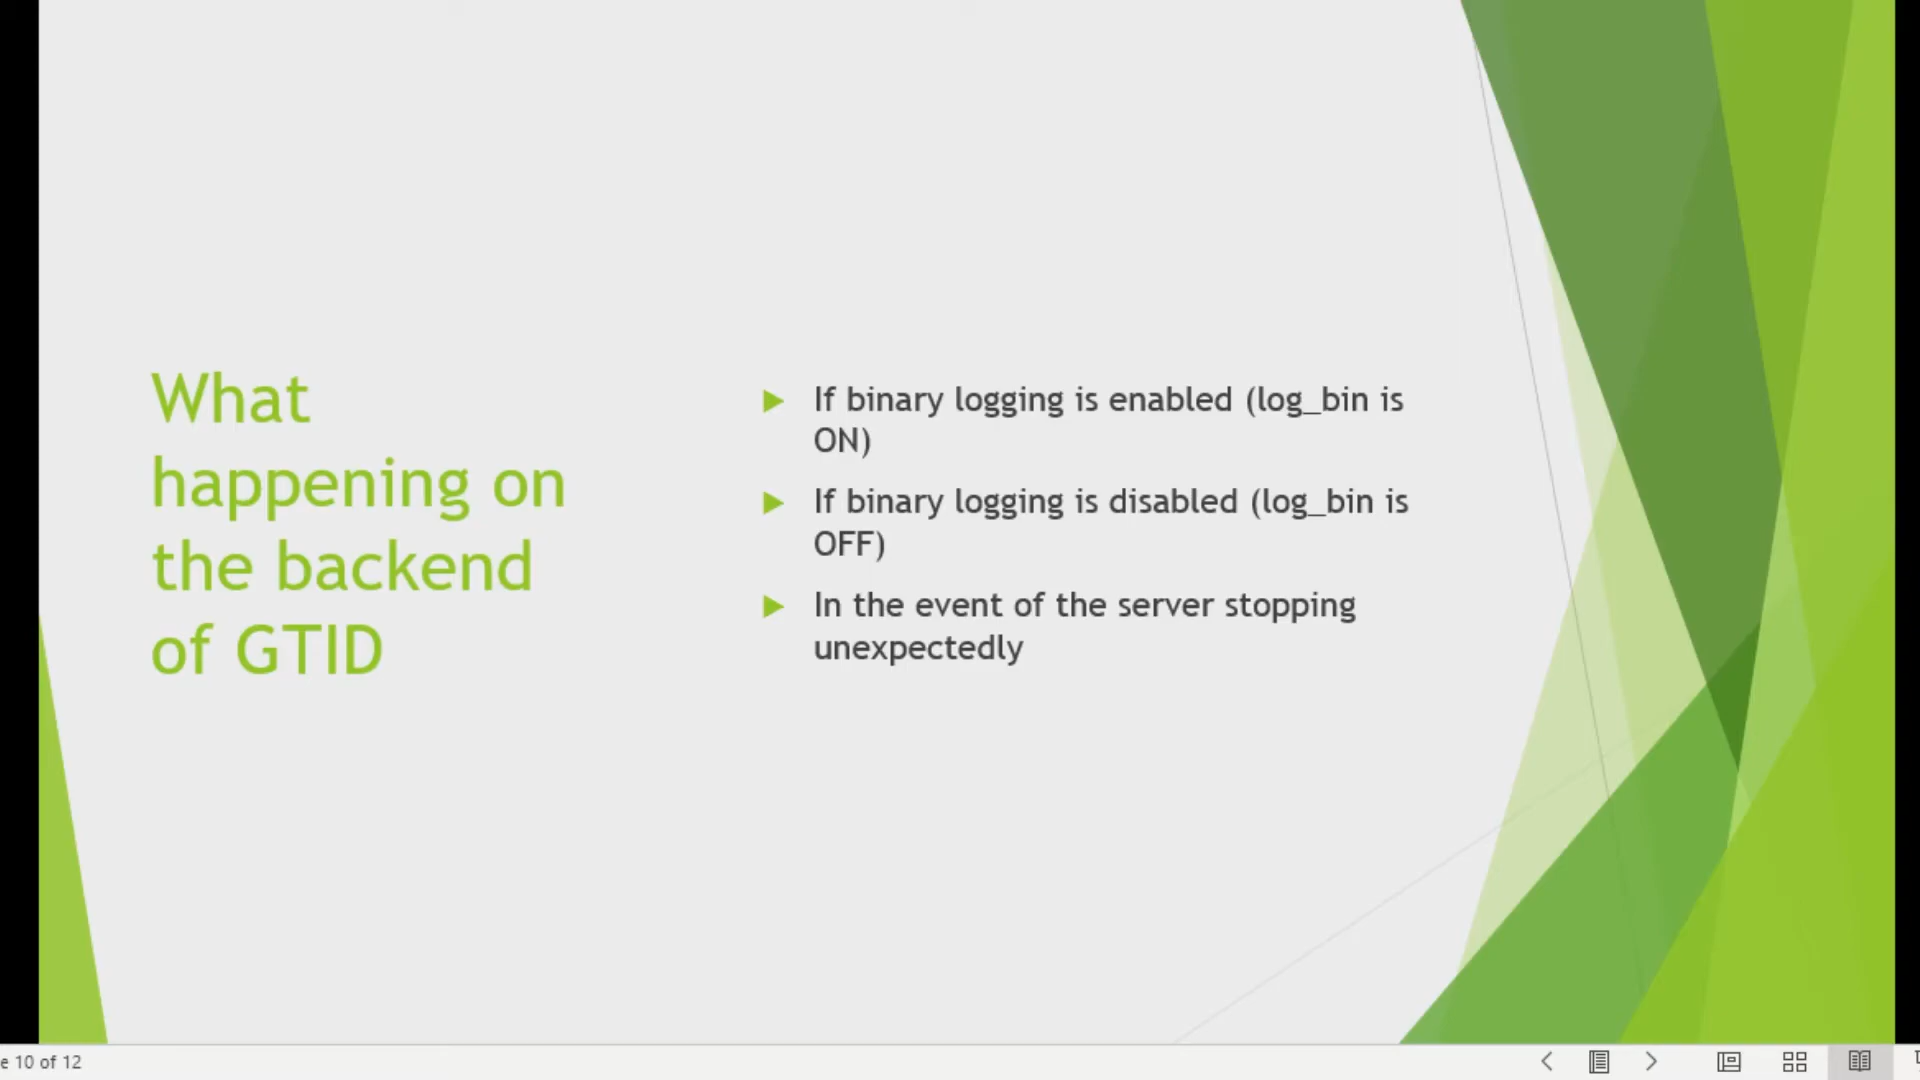 What
happening on
the backend
of GTID
If binary logging is enabled (log_bin is
ON)
If binary logging is disabled (log_bin is
OFF)
In the event of the server stopping
unexpectedly
e 10 of 12